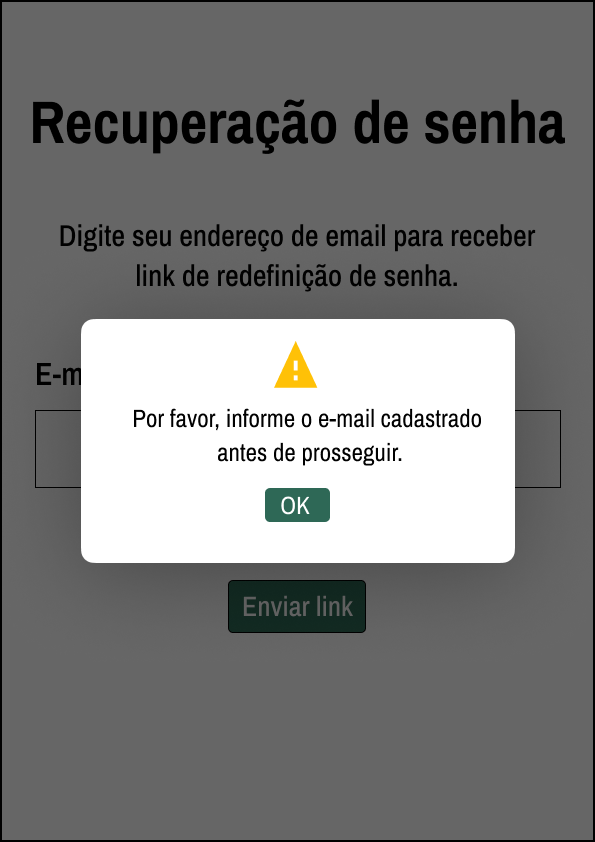 Recuperação de senha
Digite seu endereço de email para receber
link de redefinição de senha.
E-m
Por favor, informe o e-mail cadastrado
antes de prosseguir.
OK
Enviar link